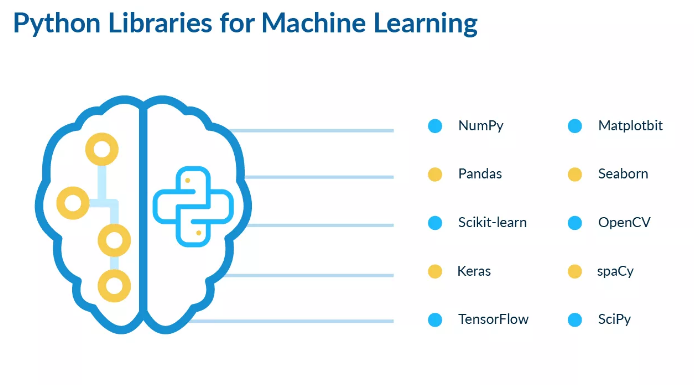 Python Libraries for Machine Learning
NumPy
Matplotbit
Pandas
Seaborn
Scikit-learn
OpenCV
Keras
spaCy
TensorFlow
SciPy